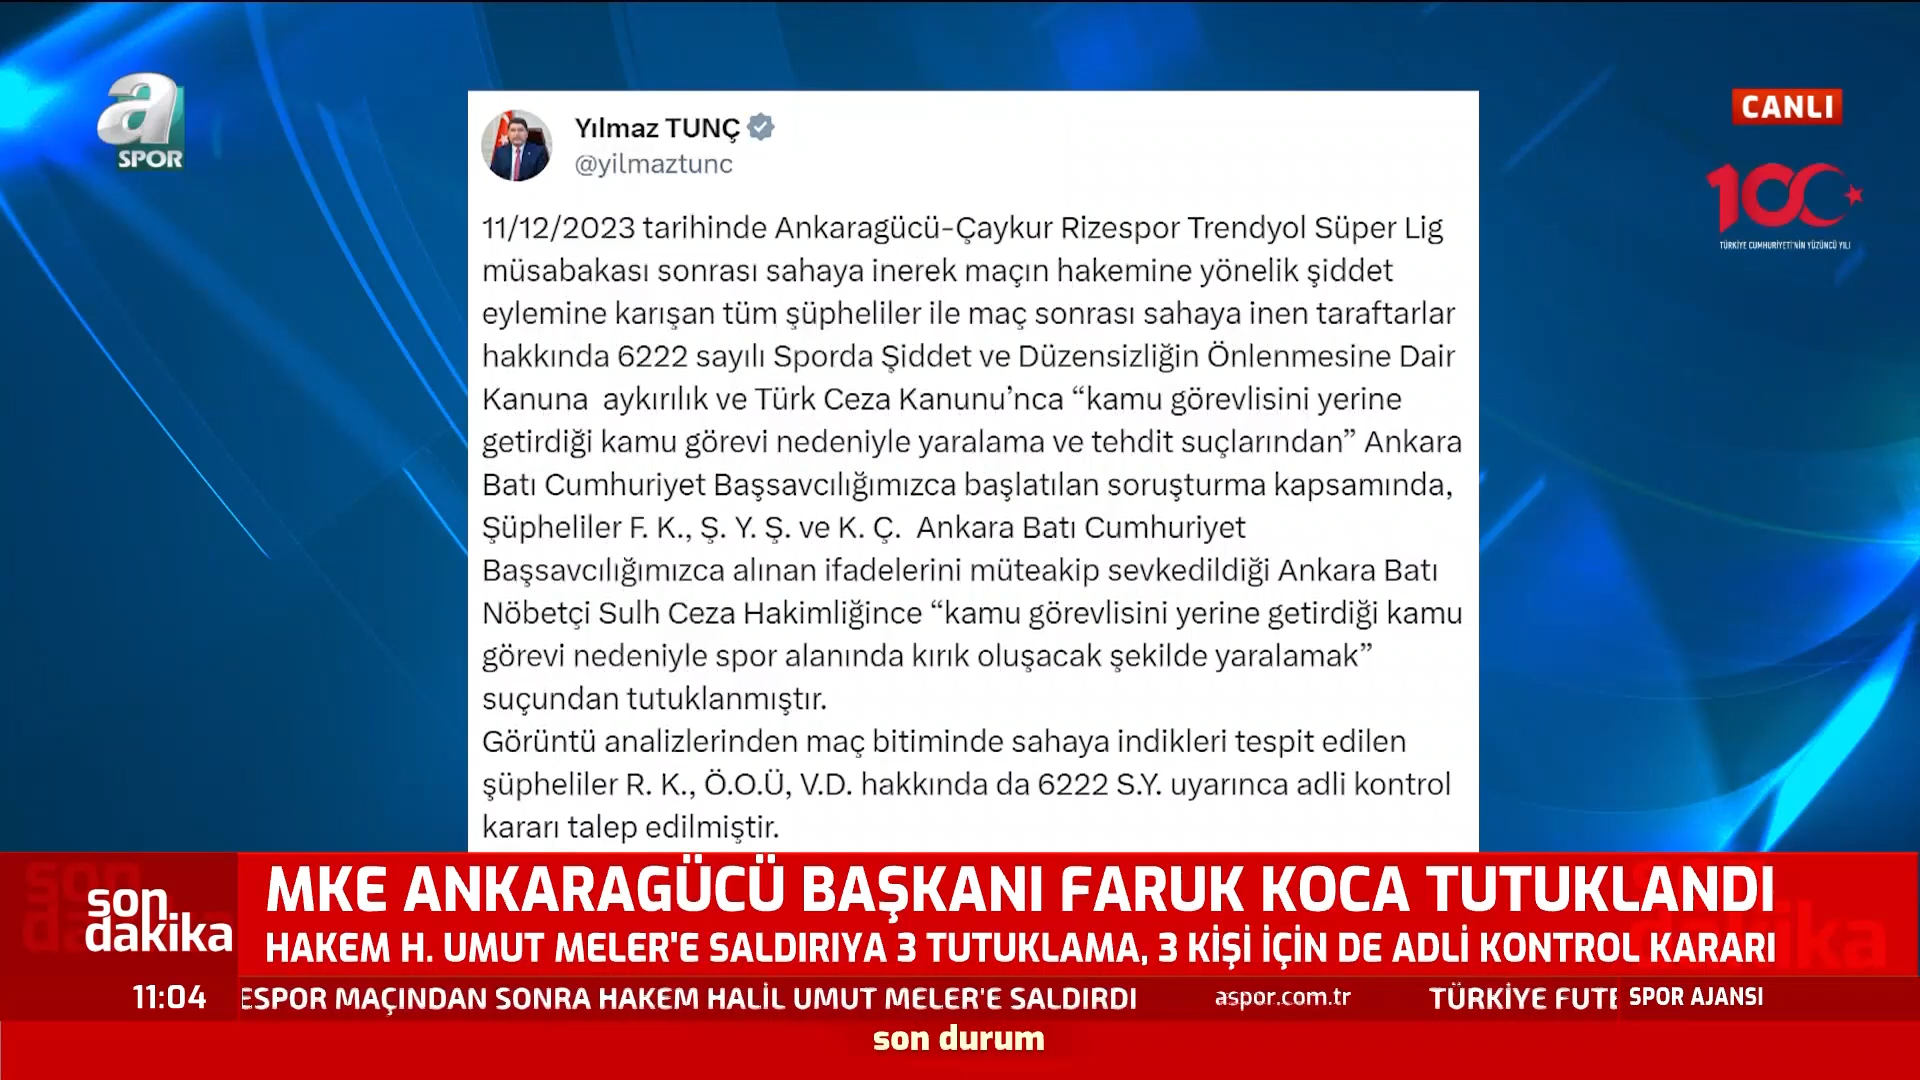 a
SPOR
CANLI
100
TÜRKİYE CUMHURİYETİ'NİN YÜZÜNCÜ YILI
Yılmaz TUNÇ
@yilmaztunc
11/12/2023 tarihinde Ankaragücü-Çaykur Rizespor Trendyol Süper Lig
müsabakası sonrası sahaya inerek maçın hakemine yönelik şiddet
eylemine karışan tüm şüpheliler ile maç sonrası sahaya inen taraftarlar
hakkında 6222 sayılı Sporda Şiddet ve Düzensizliğin Önlenmesine Dair
Kanuna  aykırılık ve Türk Ceza Kanunu’nca “kamu görevlisini yerine
getirdiği kamu görevi nedeniyle yaralama ve tehdit suçlarından” Ankara
Batı Cumhuriyet Başsavcılığımızca başlatılan soruşturma kapsamında,
Şüpheliler F. K., Ş. Y. Ş. ve K. Ç.  Ankara Batı Cumhuriyet
Başsavcılığımızca alınan ifadelerini müteakip sevkedildiği Ankara Batı
Nöbetçi Sulh Ceza Hakimliğince “kamu görevlisini yerine getirdiği kamu
görevi nedeniyle spor alanında kırık oluşacak şekilde yaralamak”
suçundan tutuklanmıştır.
Görüntü analizlerinden maç bitiminde sahaya indikleri tespit edilen
şüpheliler R. K., Ö.O.Ü, V.D. hakkında da 6222 S.Y. uyarınca adli kontrol
kararı talep edilmiştir.
son
dakika
MKE ANKARAGÜCÜ BAŞKANI FARUK KOCA TUTUKLANDI
HAKEM H. UMUT MELER'E SALDIRIYA 3 TUTUKLAMA, 3 KİŞİ İÇİN DE ADLİ KONTROL KARARI
11:04
ESPOR MAÇINDAN SONRA HAKEM HALİL UMUT MELER'E SALDIRDI
aspor.com.tr
TÜRKİYE FUTE
SPOR AJANSI
son durum